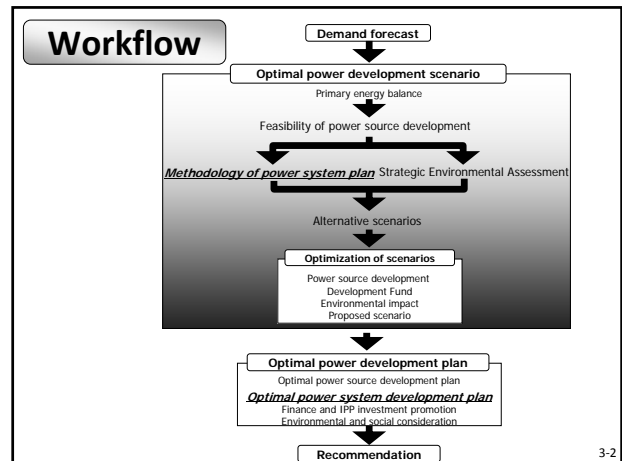 Workflow
Demand forecast
Optimal power development scenario
Primary energy balance
Feasibility of power source development
Methodology of power system plan Strategic Environmental Assessment
Alternative scenarios
Optimization of scenarios
Power source development
Development Fund
Environmental impact
Proposed scenario
Optimal power development plan
Optimal power source development plan
Optimal power system development plan
Finance and IPP investment promotion
Environmental and social consideration
Recommendation
3-2